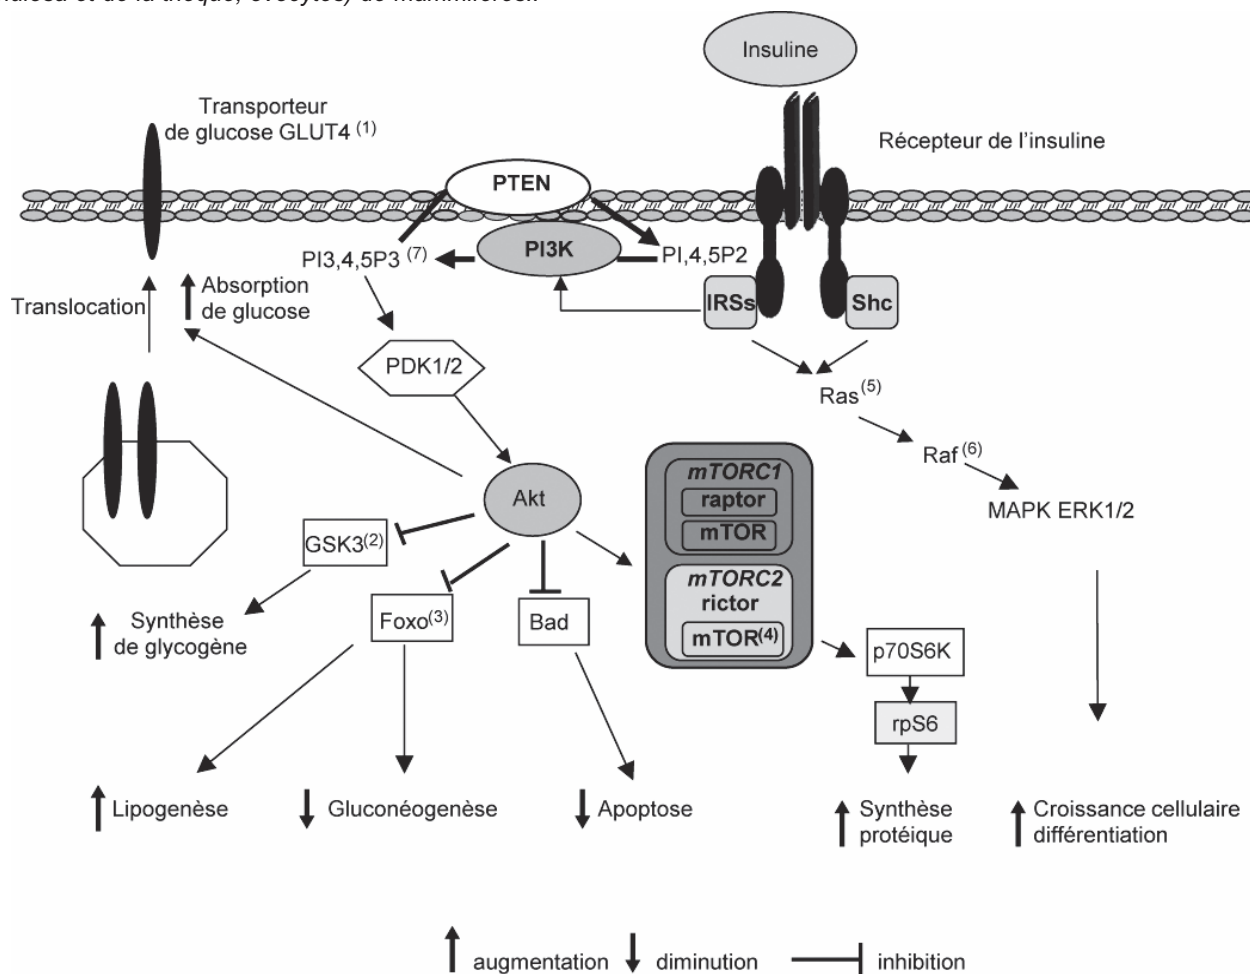 de la thèque, ovocytes) de mammifères..
Insuline
Transporteur
de glucose GLUT4 (1)
Récepteur de l'insuline
PTEN
PI3K
PI3,4,5P3 (7)
PI,4,5P2
Translocation
Absorption
de glucose
IRSs
Shc
PDK1/2
Ras(5)
Raf(6)
MAPK ERK1/2
Akt
mTORC1
raptor
mTOR
mTORC2
rictor
mTOR(4)
GSK3(2)
Synthèse
de glycogène
Foxo(3)
Bad
p70S6K
rpS6
Lipogenèse
Gluconéogenèse
Apoptose
Synthèse
protéique
Croissance cellulaire
différentiation
augmentation
diminution
inhibition